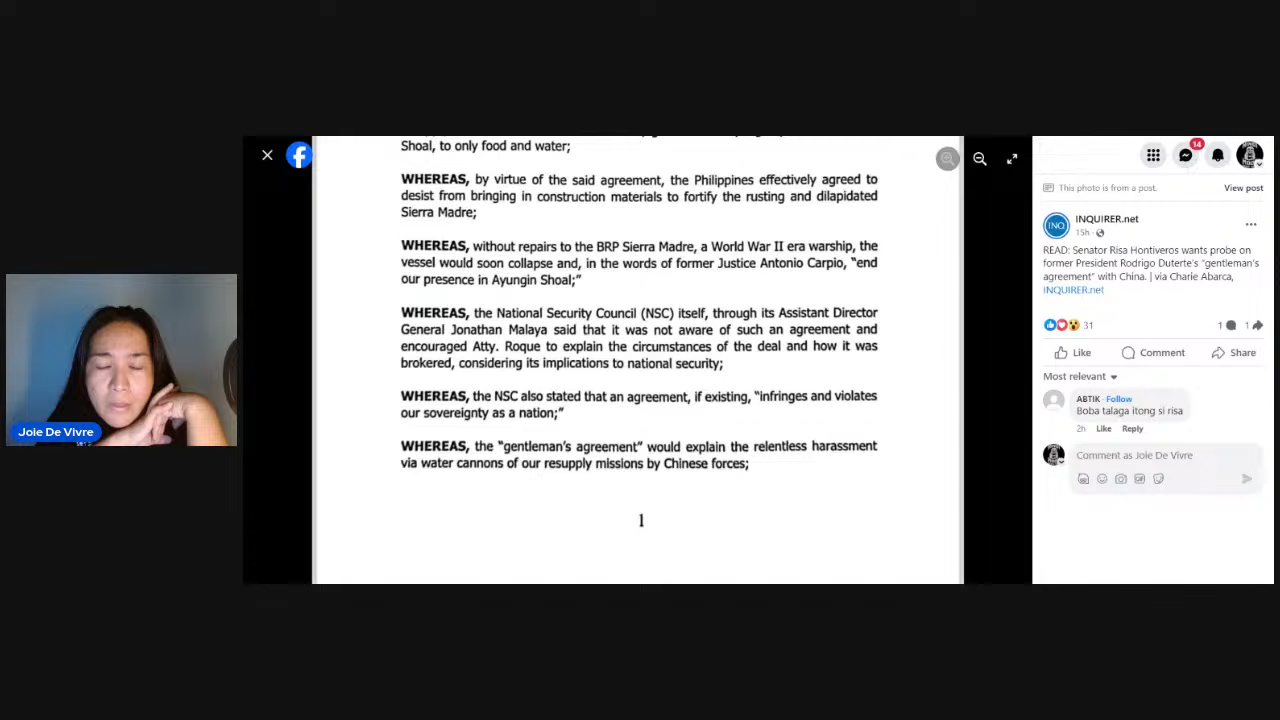 Shoal, to only food and water;
WHEREAS, by virtue of the said agreement, the Philippines effectively agreed to
desist from bringing in construction materials to fortify the rusting and dilapidated
Sierra Madre;
WHEREAS, without repairs to the BRP Sierra Madre, a World War II era warship, the
vessel would soon collapse and, in the words of former Justice Antonio Carpio, “end
our presence in Ayungin Shoal;”
WHEREAS, the National Security Council (NSC) itself, through its Assistant Director
General Jonathan Malaya said that it was not aware of such an agreement and
encouraged Atty. Roque to explain the circumstances of the deal and how it was
brokered, considering its implications to national security;
WHEREAS, the NSC also stated that an agreement, if existing, “infringes and violates
our sovereignty as a nation;”
WHEREAS, the “gentleman’s agreement” would explain the relentless harassment
via water cannons of our resupply missions by Chinese forces;
1
Joie De Vivre
14
This photo is from a post.
View post
INQ
INQUIRER.net
15h
READ: Senator Risa Hontiveros wants probe on
former President Rodrigo Duterte's "gentlemen's
agreement" with China. | via Charie Abarca,
INQUIRER.net
31
1
1
Like
Comment
Share
Most relevant
ABTIK · Follow
Boba talaga itong si risa
2h Like Reply
Comment as Joie De Vivre